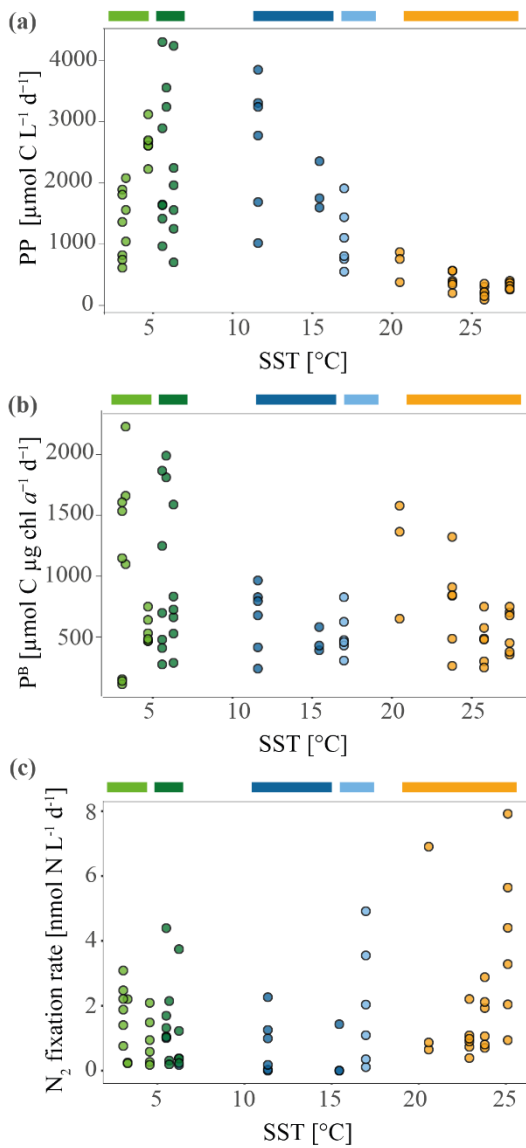 (a)
PP [μmol C L⁻¹ d⁻¹]
4000
3000
2000
1000
0
5 10 15 20 25
SST [°C]
(b)
Pᴮ [μmol C μg chl a⁻¹ d⁻¹]
2000
1500
1000
500
5 10 15 20 25
SST [°C]
(c)
N₂ fixation rate [nmol N L⁻¹ d⁻¹]
8
6
4
2
0
5 10 15 20 25
SST [°C]